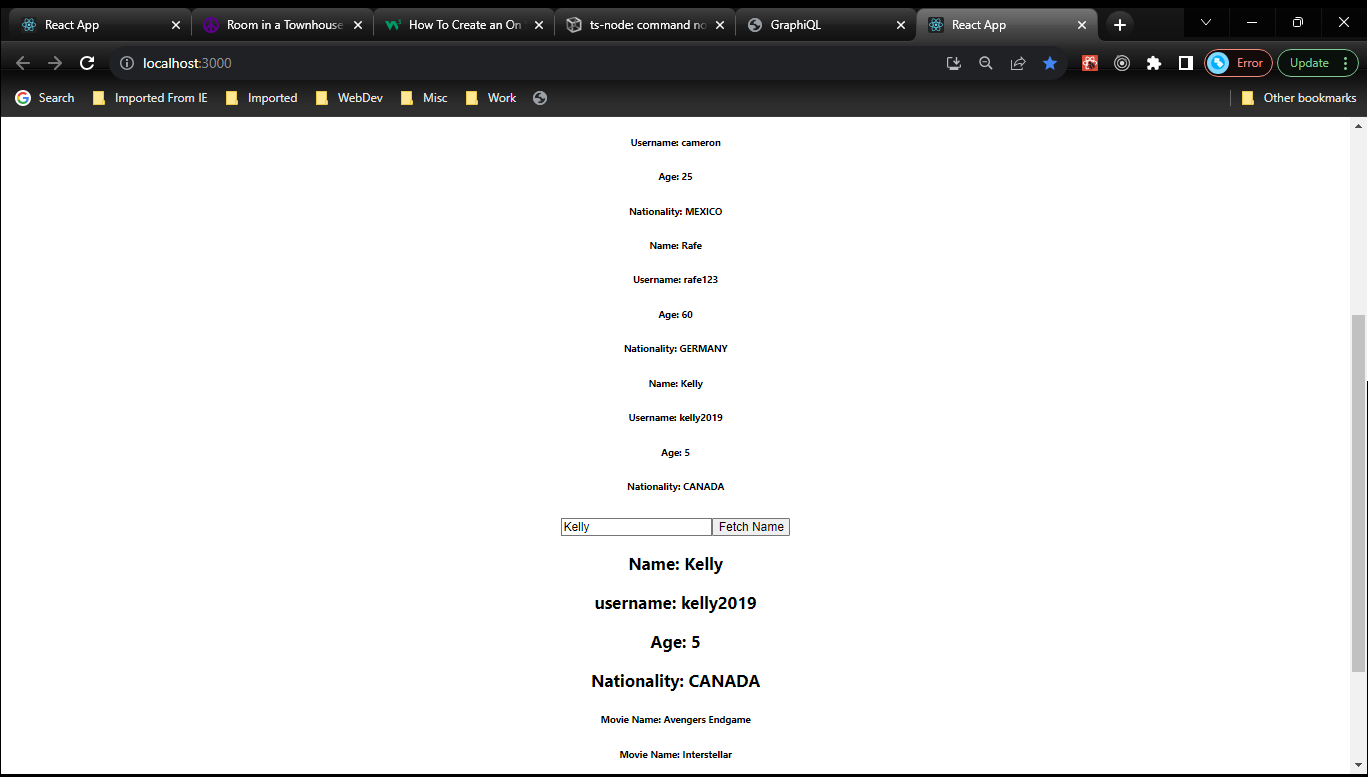 React App
Room in a Townhouse
How To Create an On
ts-node: command no
GraphiQL
React App
localhost:3000
Error
Update
Search
Imported From IE
Imported
WebDev
Misc
Work
Other bookmarks
Username: cameron
Age: 25
Nationality: MEXICO
Name: Rafe
Username: rafe123
Age: 60
Nationality: GERMANY
Name: Kelly
Username: kelly2019
Age: 5
Nationality: CANADA
Kelly Fetch Name
Name: Kelly
username: kelly2019
Age: 5
Nationality: CANADA
Movie Name: Avengers Endgame
Movie Name: Interstellar